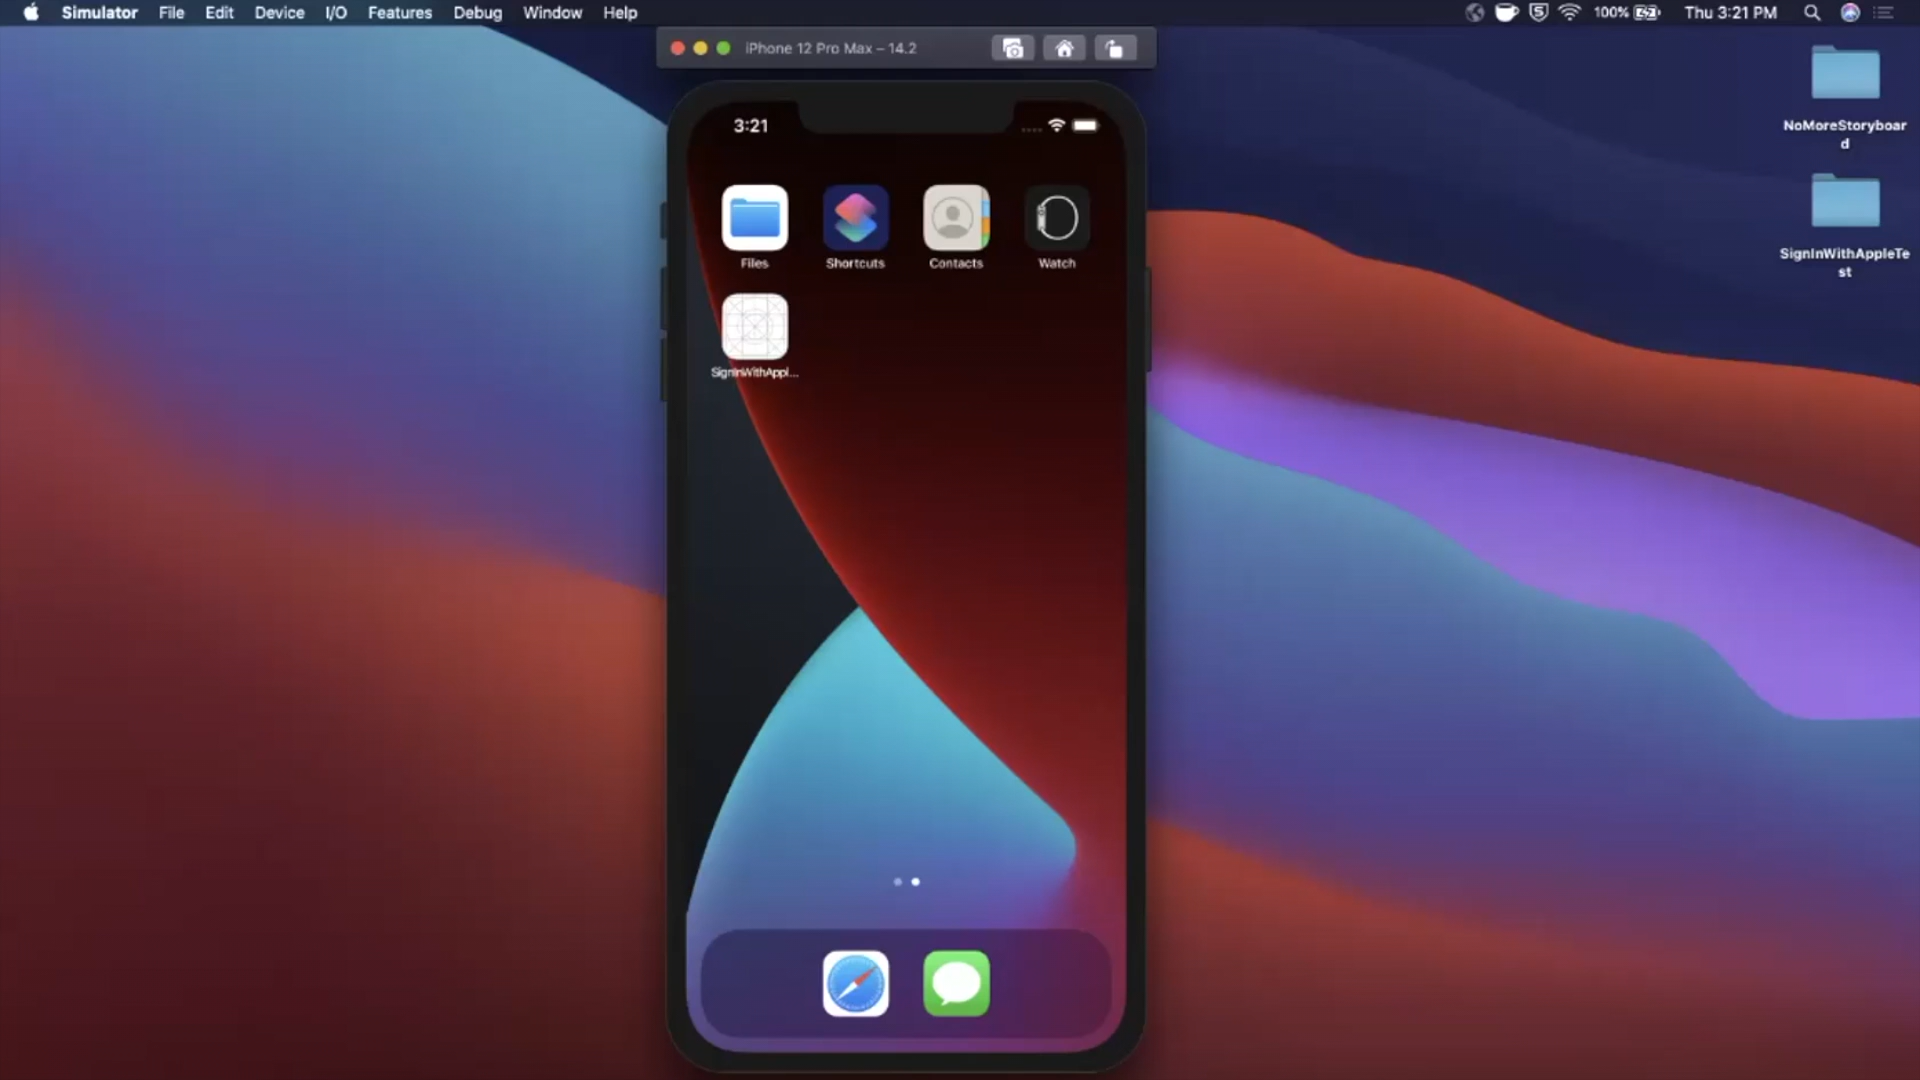 Simulator File Edit Device I/O Features Debug Window Help
100% Thu 3:21 PM
iPhone 12 Pro Max – 14.2
3:21
Files Shortcuts Contacts Watch
SignInWithAppl...
NoMoreStoryboar
d
SignInWithAppleTe
st